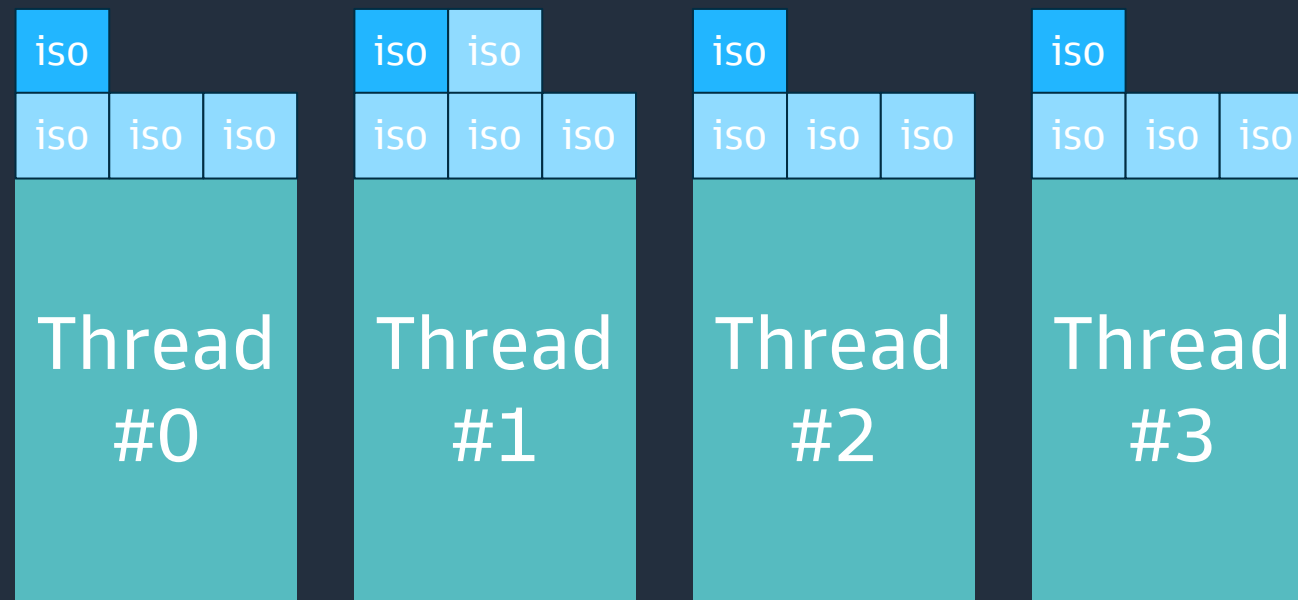 iso iso iso iso iso
iso iso iso iso iso iso iso iso iso iso iso iso
Thread Thread Thread Thread
#0 #1 #2 #3